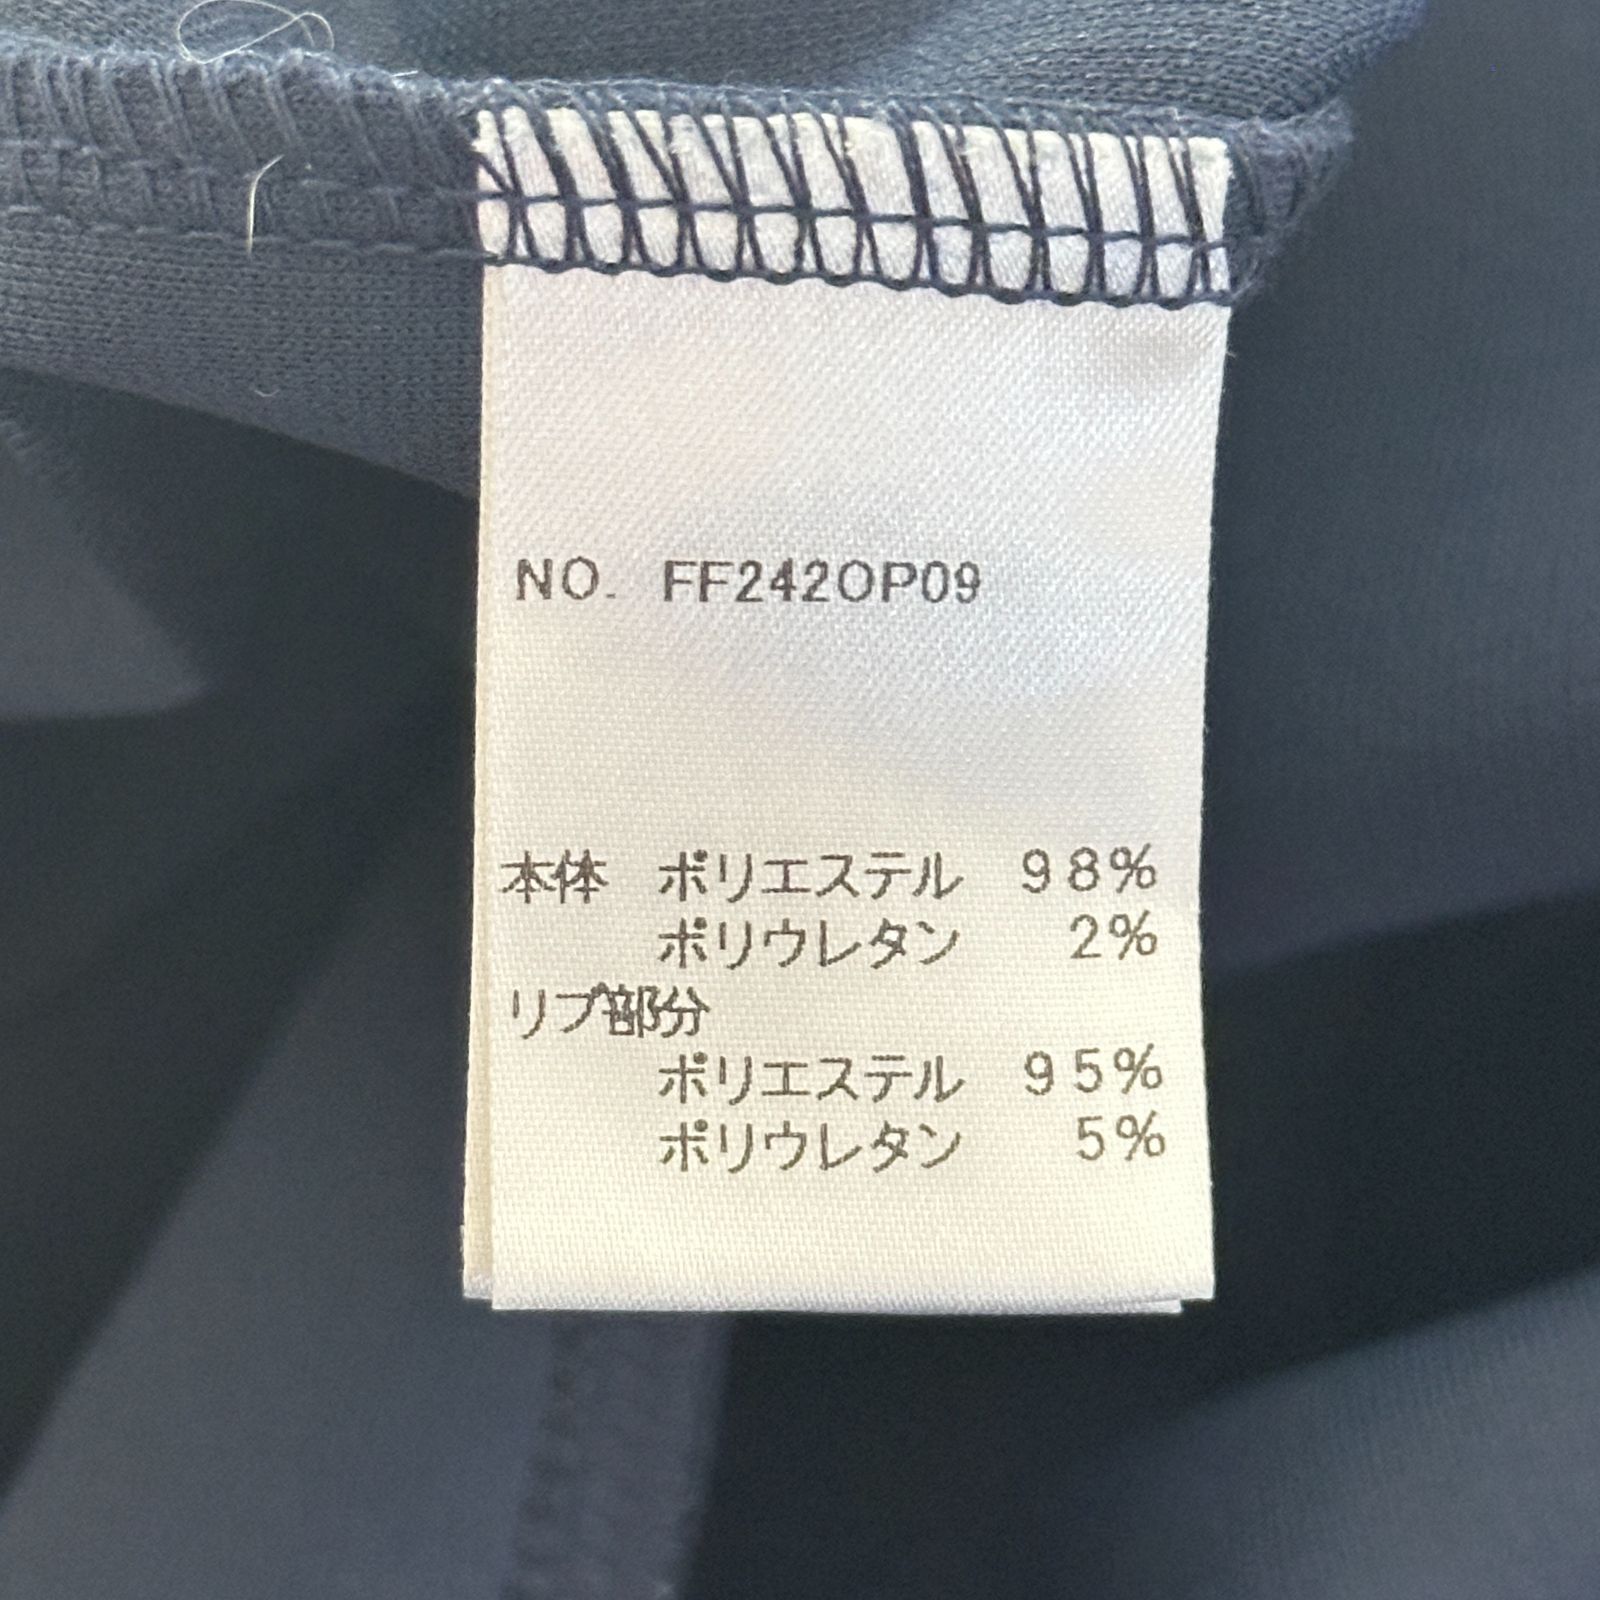 NO. FF242OP09
本体 ポリエステル 98%
ポリウレタン 2%
リブ部分
ポリエステル 95%
ポリウレタン 5%